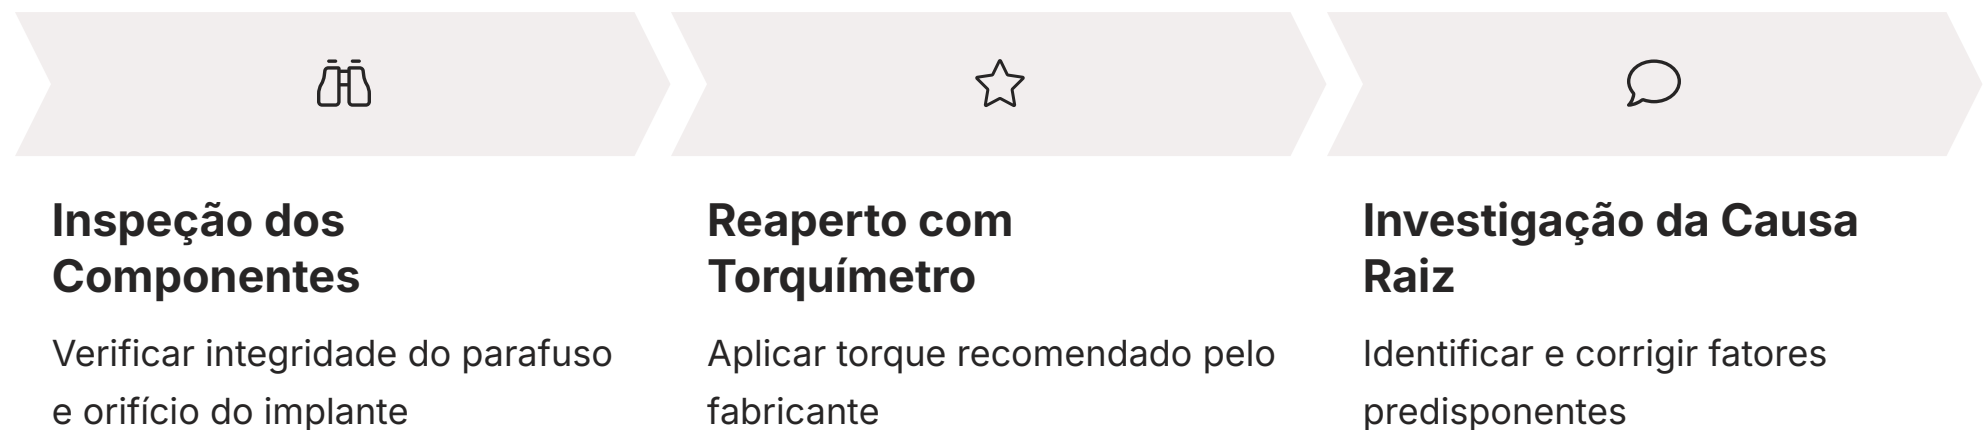 Inspeção dos
Componentes
Verificar integridade do parafuso
e orifício do implante
Reaperto com
Torquímetro
Aplicar torque recomendado pelo
fabricante
Investigação da Causa
Raiz
Identificar e corrigir fatores
predisponentes